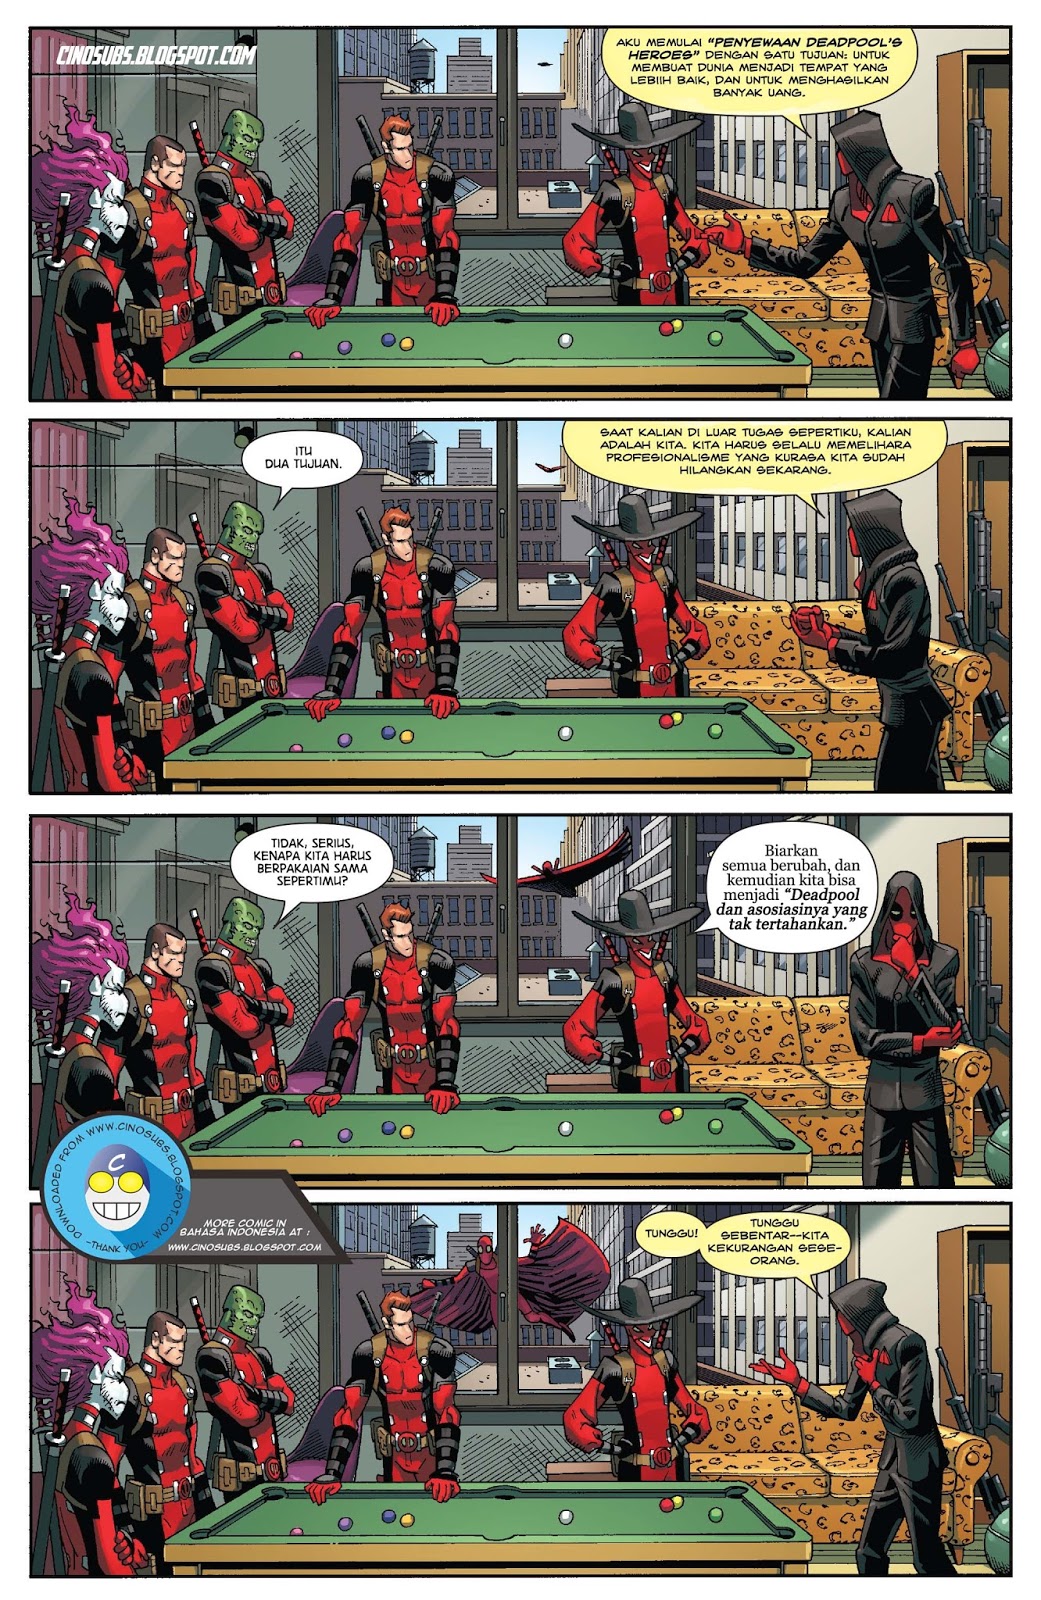 CINOSUBS.BLOGSPOT.COM
AKU MEMULAI "PENYEWAAN DEADPOOL'S
HEROES" DENGAN SATU TUJUAN: UNTUK
MEMBUAT DUNIA MENJADI TEMPAT YANG
LEBIIH BAIK, DAN UNTUK MENGHASILKAN
BANYAK UANG.
ITU
DUA TUJUAN.
SAAT KALIAN DI LUAR TUGAS SEPERTIKU, KALIAN
ADALAH KITA. KITA HARUS SELALU MEMELIHARA
PROFESIONALISME YANG KURASA KITA SUDAH
HILANGKAN SEKARANG.
TIDAK, SERIUS,
KENAPA KITA HARUS
BERPAKAIAN SAMA
SEPERTIMU?
Biarkan
semua berubah, dan
kemudian kita bisa
menjadi "Deadpool
dan asosiasinya yang
tak tertahankan."
DOWNLOADED FROM WWW.CINOSUBS.BLOGSPOT.COM
C
-THANK YOU-
MORE COMIC IN
BAHASA INDONESIA AT :
WWW.CINOSUBS.BLOGSPOT.COM
TUNGGU!
TUNGGU
SEBENTAR--KITA
KEKURANGAN SESE-
ORANG.